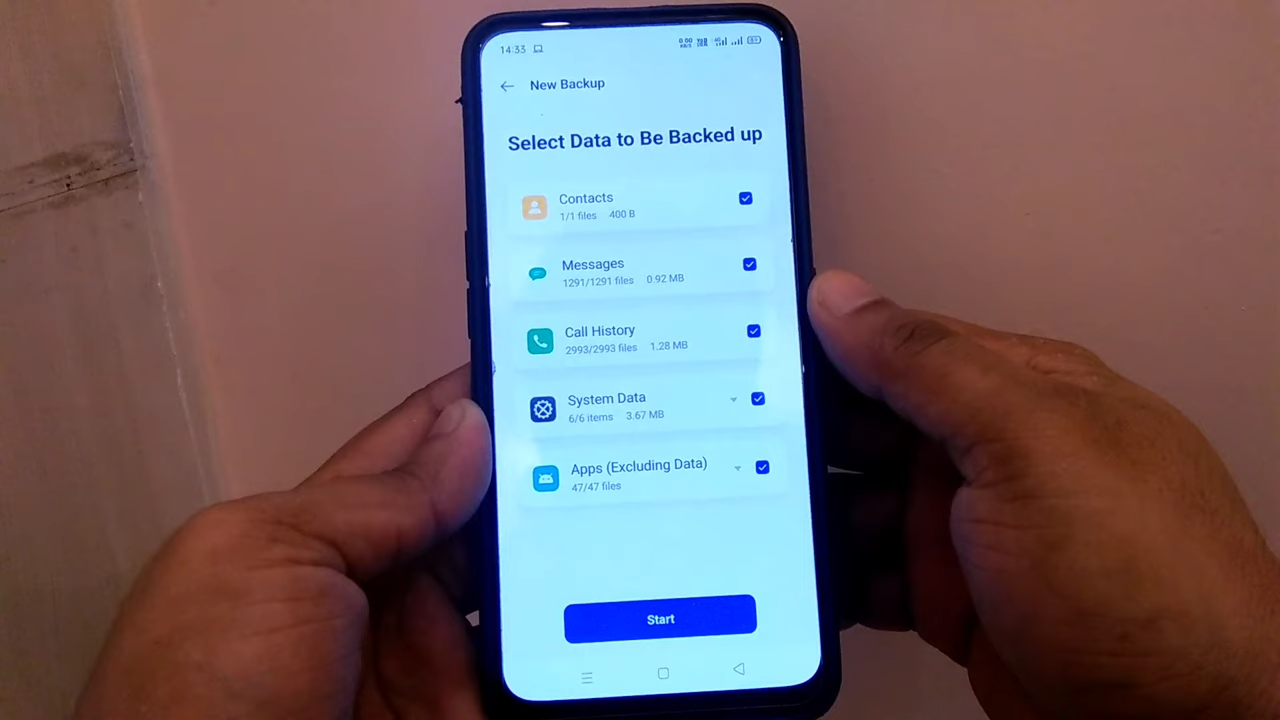 14:33
New Backup
Select Data to Be Backed up
Contacts
1/1 files 400 B
Messages
1291/1291 files 0.92 MB
Call History
2993/2993 files 1.28 MB
System Data
6/6 items 3.67 MB
Apps (Excluding Data)
47/47 files
Start